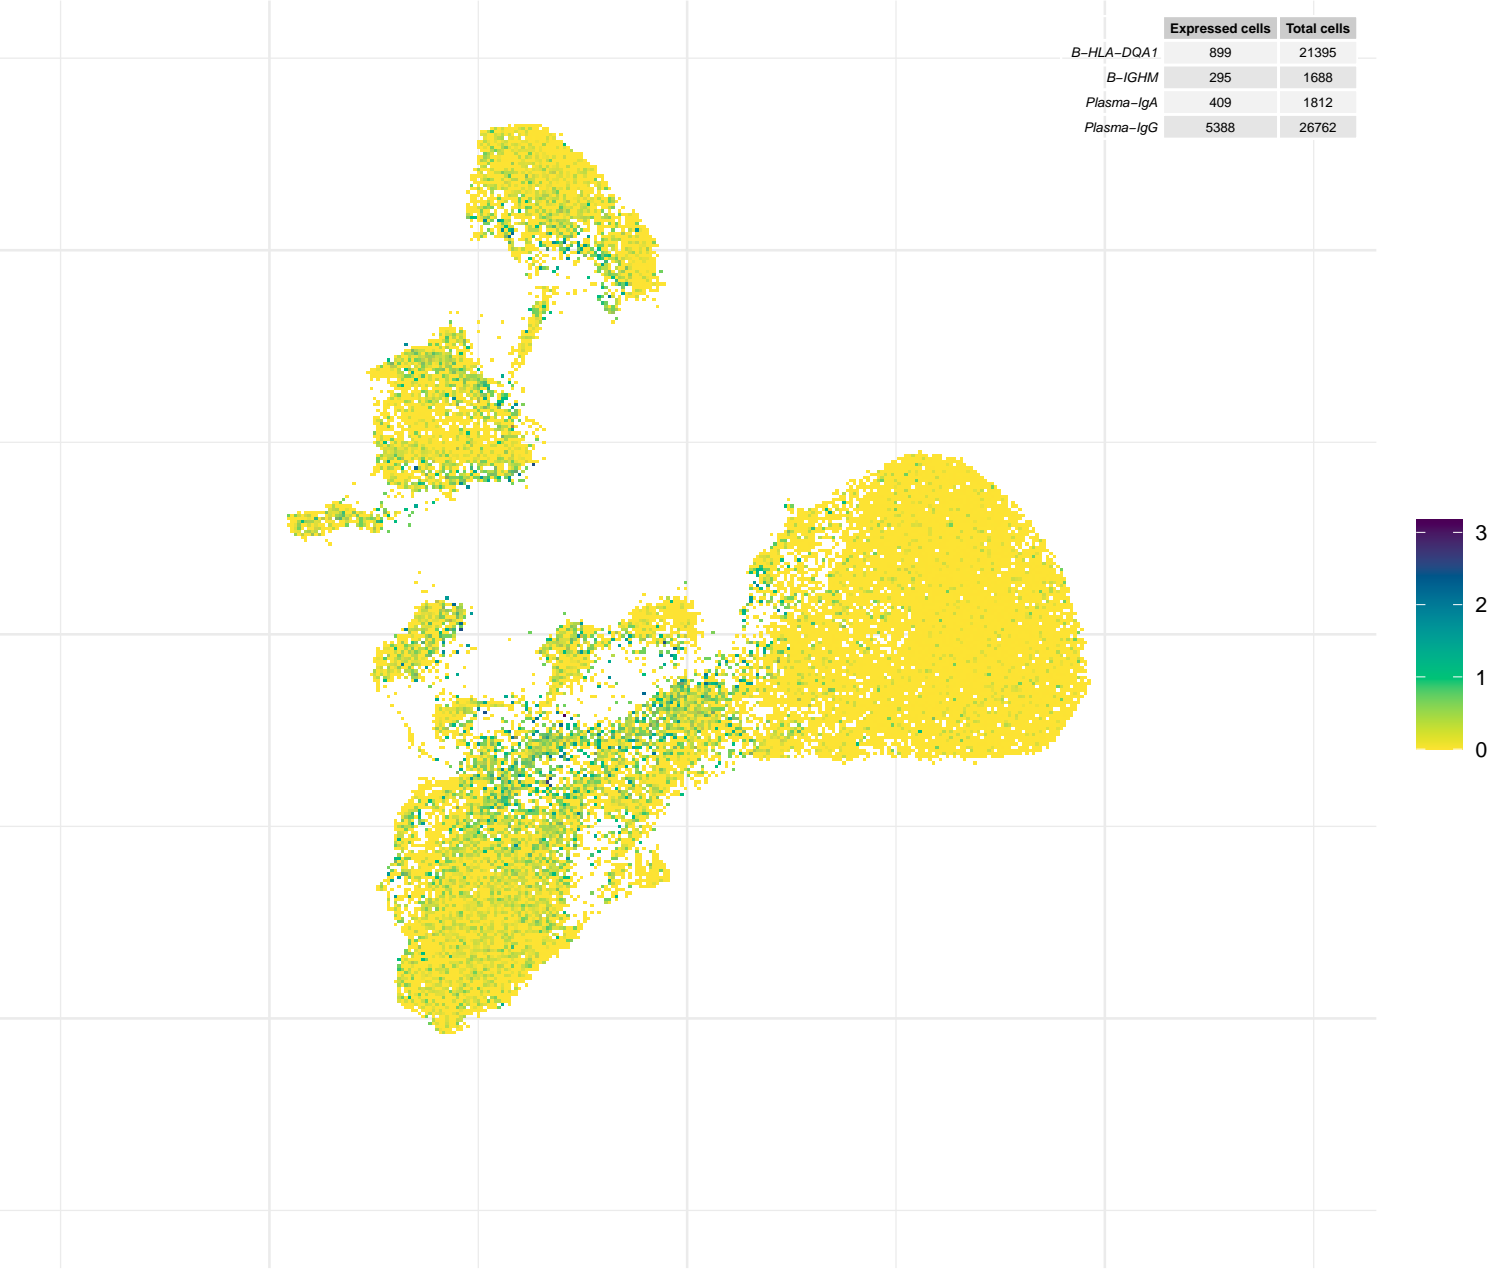 Expressed cells Total cells
B−HLA−DQA1 899 21395
B−IGHM 295 1688
Plasma−IgA 409 1812
Plasma−IgG 5388 26762
3
2
1
0